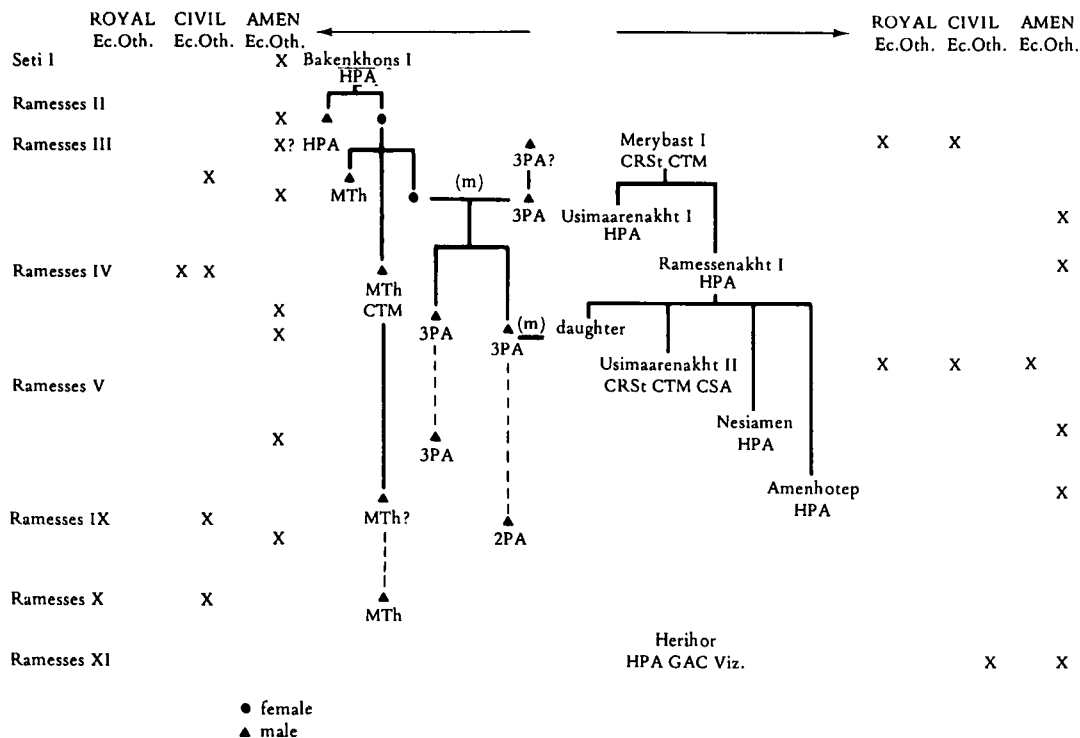 ROYAL CIVIL AMEN ROYAL CIVIL AMEN
Ec.Oth. Ec.Oth. Ec.Oth. Ec.Oth. Ec.Oth. Ec.Oth.
Seti I X Bakenkhons I
HPA
Ramesses II X
Ramesses III X? HPA 3PA? Merybast I X X
CRSt CTM
X MTh (m)
X 3PA Usimaarenakht I X
HPA
Ramesses IV X X MTh Ramessenakht I X
CTM HPA
X 3PA (m) daughter
X 3PA
Usimaarenakht II X X X
Ramesses V CRSt CTM CSA
Nesiamen X
X 3PA HPA
Amenhotep X
HPA
Ramesses IX X MTh?
X 2PA
Ramesses X X MTh
Herihor
Ramesses XI HPA GAC Viz. X X
female
male